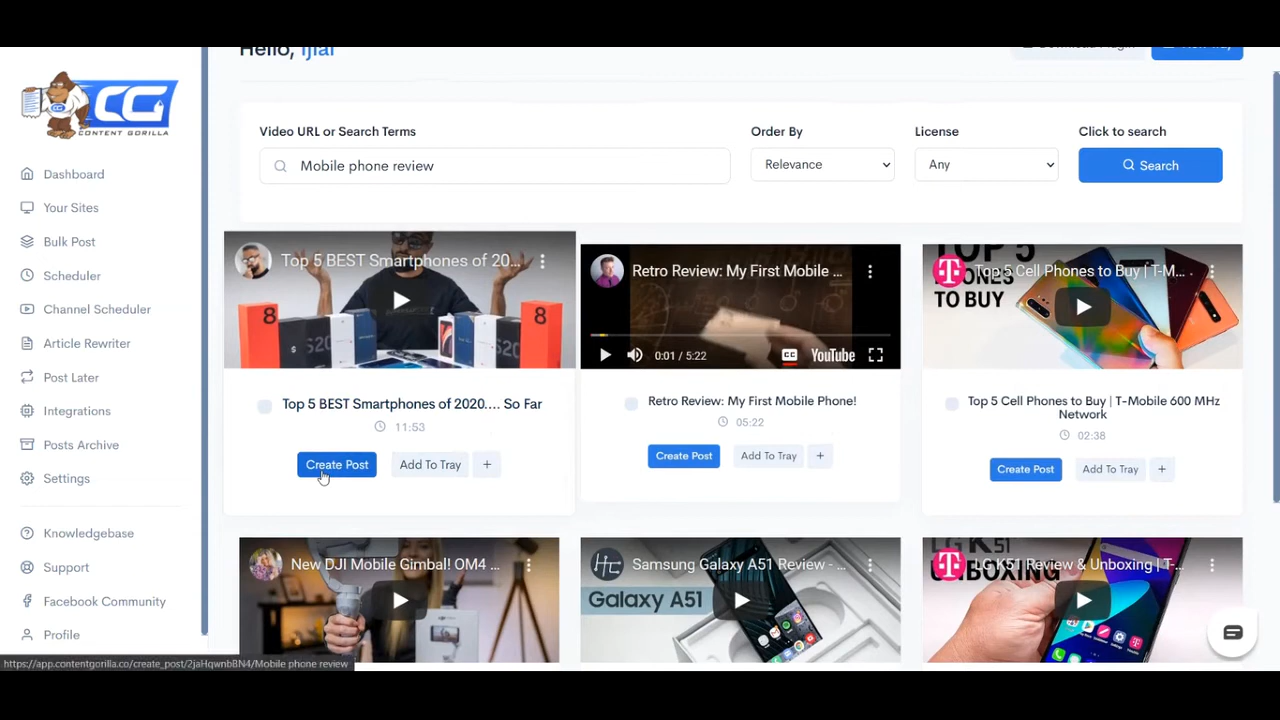 Hello, Ijlal
CG
CONTENT GORILLA
Dashboard
Your Sites
Bulk Post
Scheduler
Channel Scheduler
Article Rewriter
Post Later
Integrations
Posts Archive
Settings
Knowledgebase
Support
Facebook Community
Profile
Video URL or Search Terms
Mobile phone review
Order By
Relevance
License
Any
Click to search
Search
Top 5 BEST Smartphones of 20...
8
8
S20
Top 5 BEST Smartphones of 2020.... So Far
11:53
Create Post
Add To Tray
+
Retro Review: My First Mobile ...
0:01 / 5:22
CC
YouTube
Retro Review: My First Mobile Phone!
05:22
Create Post
Add To Tray
+
TOP 5
Top 5 Cell Phones to Buy | T-M...
PHONES
TO BUY
Top 5 Cell Phones to Buy | T-Mobile 600 MHz
Network
02:38
Create Post
Add To Tray
+
New DJI Mobile Gimbal! OM4 ...
Samsung Galaxy A51 Review - ...
Galaxy A51
LG K51
LG K51 Review & Unboxing | T-...
UNBOXING
https://app.contentgorilla.co/create_post/2jaHqwnb8N4/Mobile phone review